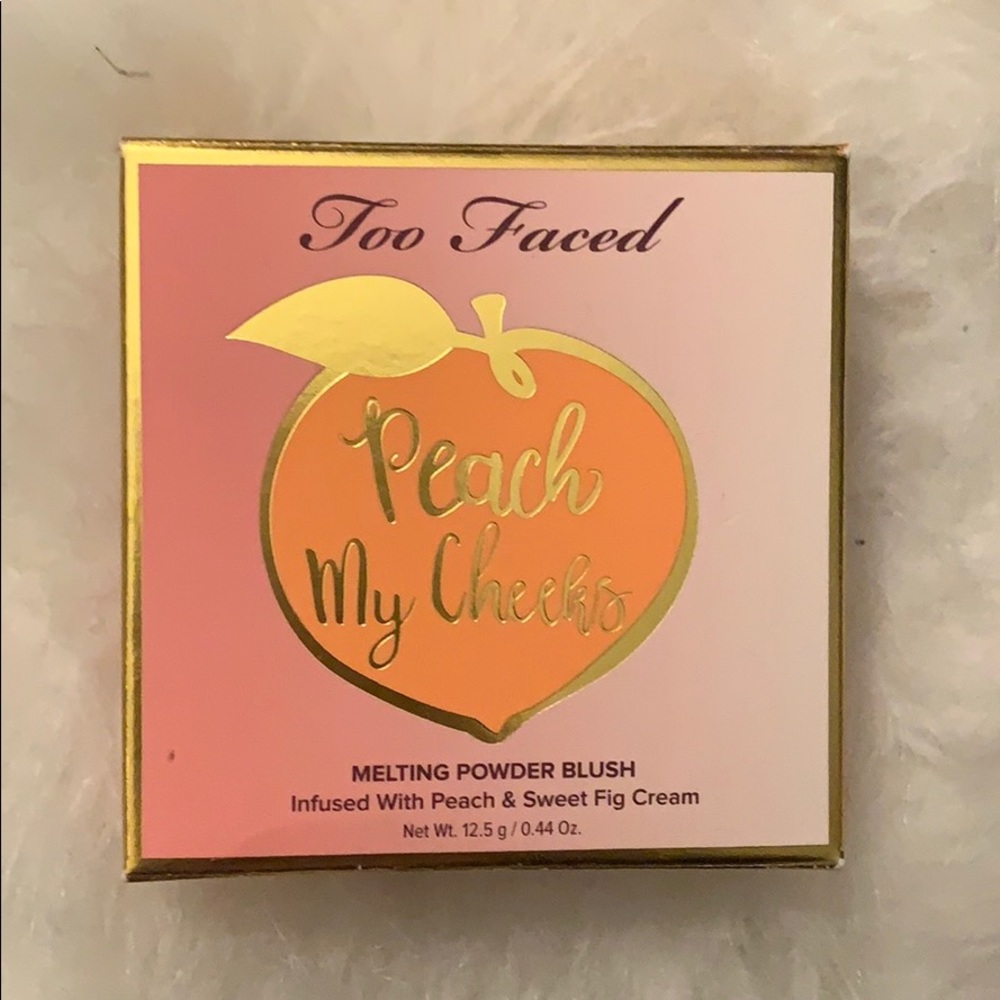 Too Faced
Peach
My Cheeks
MELTING POWDER BLUSH
Infused With Peach & Sweet Fig Cream
Net Wt. 12.5 g / 0.44 Oz.